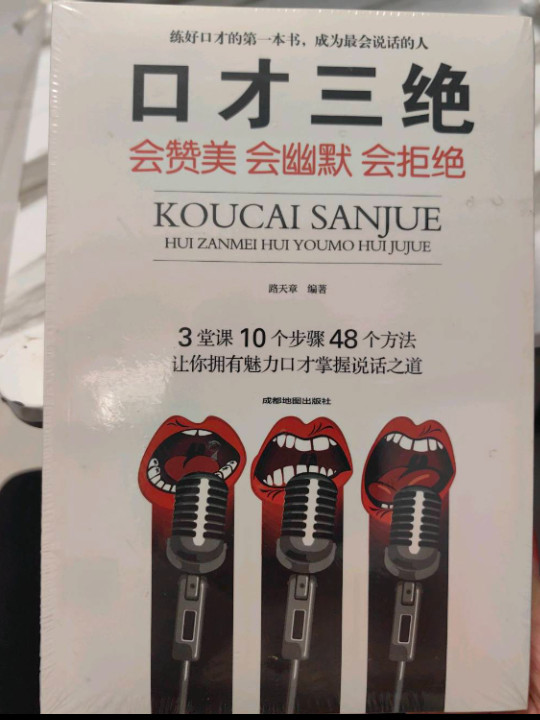 练好口才的第一本书，成为最会说话的人
口才三绝
会赞美 会幽默 会拒绝
KOUCAI SANJUE
HUI ZANMEI HUI YOUMO HUI JUJUE
路天章 编著
3堂课10个步骤48个方法
让你拥有魅力口才掌握说话之道
成都地图出版社